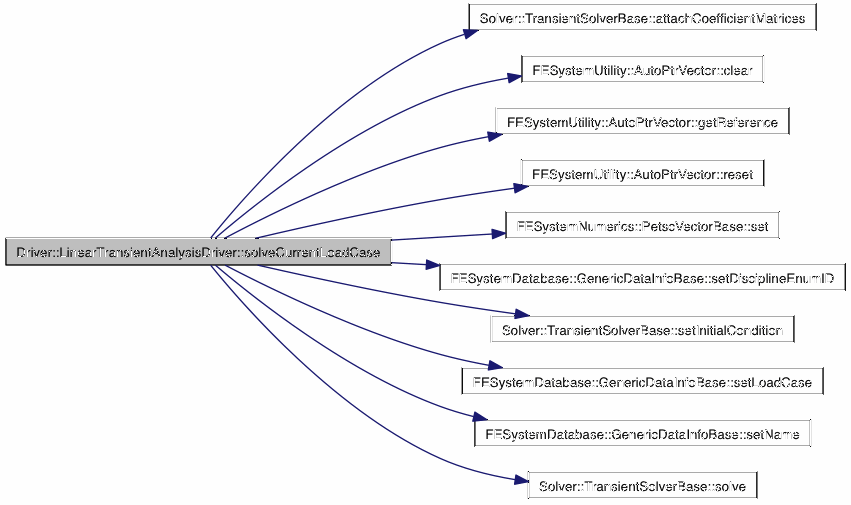 Solver::TransientSolverBase::attachCoefficientMatrices
FESystemUtility::AutoPtrVector::clear
FESystemUtility::AutoPtrVector::getReference
FESystemUtility::AutoPtrVector::reset
FESystemNumerics::PetscVectorBase::set
Driver::LinearTransientAnalysisDriver::solveCurrentLoadCase
FESystemDatabase::GenericDataInfoBase::setDisciplineEnumID
Solver::TransientSolverBase::setInitialCondition
FESystemDatabase::GenericDataInfoBase::setLoadCase
FESystemDatabase::GenericDataInfoBase::setName
Solver::TransientSolverBase::solve